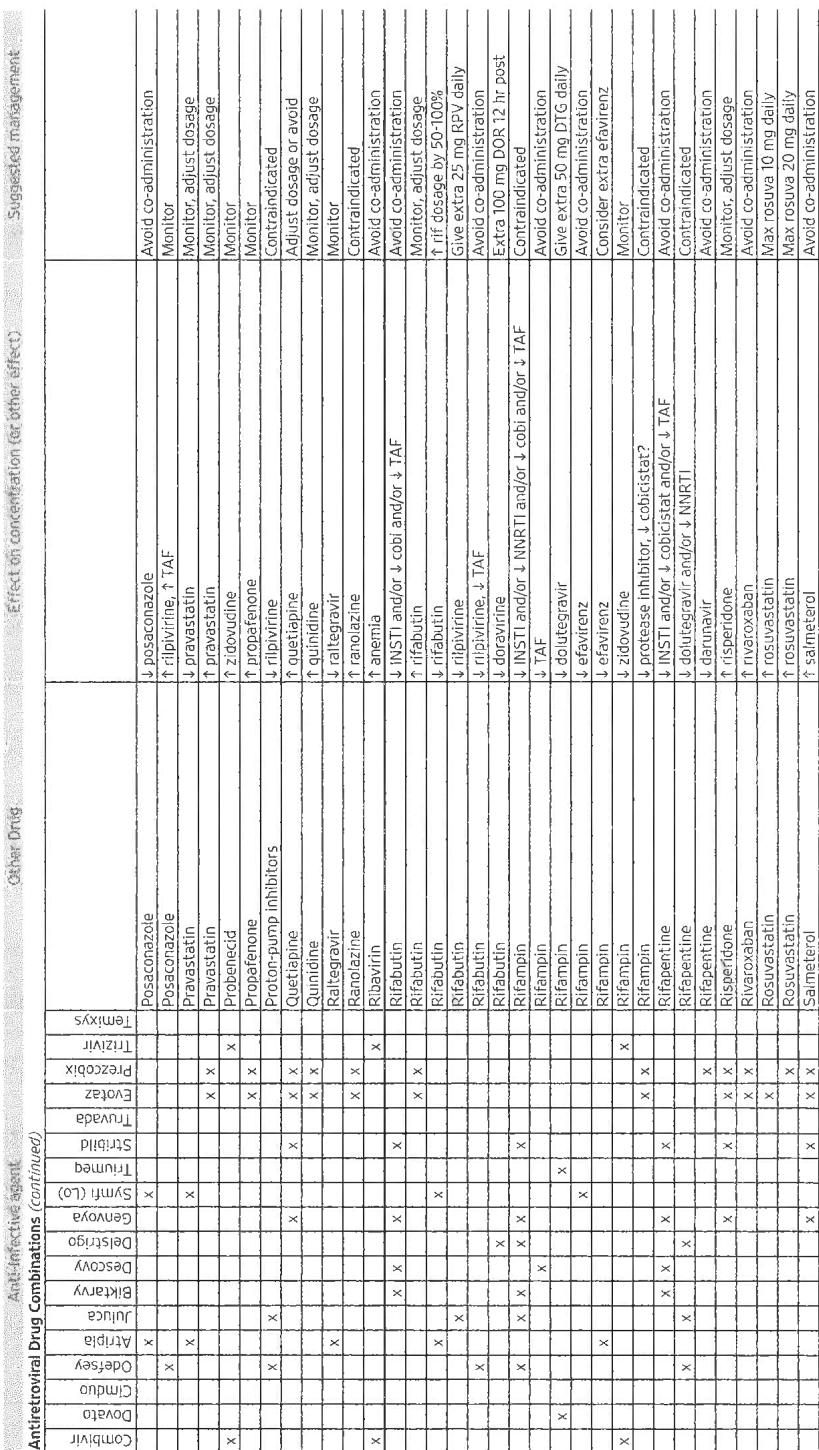 Anti-infective agent Other Drug Effect on concentration (or other effect) Suggested management
Antiretroviral Drug Combinations (continued)
Combivir Dovato Cimduo Odefsey Atripla Juluca Biktarvy Descovy Delstrigo Genvoya Symfi (Lo) Triumeq Stribild Truvada Evotaz Prezcobix Trizivir Temixys
x x Posaconazole ↓ posaconazole Avoid co-administration
x Posaconazole ↑ rilpivirine, ↑ TAF Monitor
x x Pravastatin ↓ pravastatin Monitor, adjust dosage
x x Pravastatin ↑ pravastatin Monitor, adjust dosage
x x Probenecid ↑ zidovudine Monitor
x x Propafenone ↑ propafenone Monitor
x x Proton-pump inhibitors ↓ rilpivirine Contraindicated
x x x x Quetiapine ↑ quetiapine Adjust dosage or avoid
x x Quinidine ↑ quinidine Monitor, adjust dosage
x Raltegravir ↓ raltegravir Monitor
x x Ranolazine ↑ ranolazine Contraindicated
x x Ribavirin ↑ anemia Avoid co-administration
x x x x Rifabutin ↓ INSTI and/or ↓ cobi and/or ↓ TAF Avoid co-administration
x x Rifabutin ↑ rifabutin Monitor, adjust dosage
x x Rifabutin ↓ rifabutin ↑ rif dosage by 50-100%
x Rifabutin ↓ rilpivirine Give extra 25 mg RPV daily
x Rifabutin ↓ rilpivirine, ↓ TAF Avoid co-administration
x Rifabutin ↓ doravirine Extra 100 mg DOR 12 hr post
x x x x x x Rifampin ↓ INSTI and/or ↓ NNRTI and/or ↓ cobi and/or ↓ TAF Contraindicated
x Rifampin ↓ TAF Avoid co-administration
x x Rifampin ↓ dolutegravir Give extra 50 mg DTG daily
x Rifampin ↓ efavirenz Avoid co-administration
x Rifampin ↓ efavirenz Consider extra efavirenz
x x Rifampin ↓ zidovudine Monitor
x x Rifampin ↓ protease inhibitor, ↓ cobicistat? Contraindicated
x x x x Rifapentine ↓ INSTI and/or ↓ cobicistat and/or ↓ TAF Avoid co-administration
x x x Rifapentine ↓ dolutegravir and/or ↓ NNRTI Contraindicated
x Rifapentine ↓ darunavir Avoid co-administration
x x x x Risperidone ↑ risperidone Monitor, adjust dosage
x x Rivaroxaban ↑ rivaroxaban Avoid co-administration
x Rosuvastatin ↑ rosuvastatin Max rosuva 10 mg daily
x Rosuvastatin ↑ rosuvastatin Max rosuva 20 mg daily
x x x x Salmeterol ↑ salmeterol Avoid co-administration